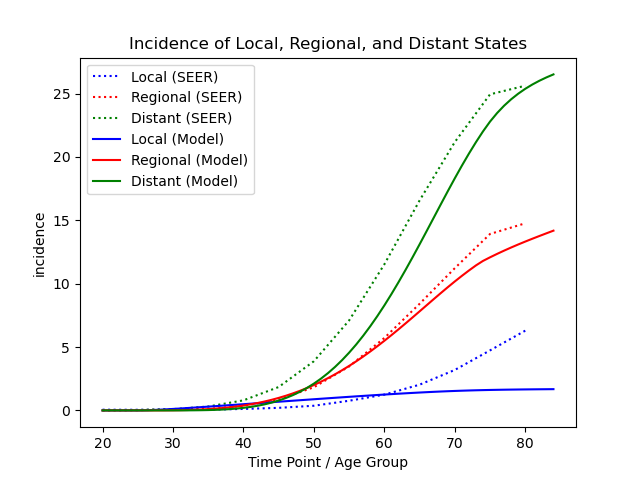 Incidence of Local, Regional, and Distant States
Local (SEER)
Regional (SEER)
Distant (SEER)
Local (Model)
Regional (Model)
Distant (Model)
incidence
25
20
15
10
5
0
20 30 40 50 60 70 80
Time Point / Age Group